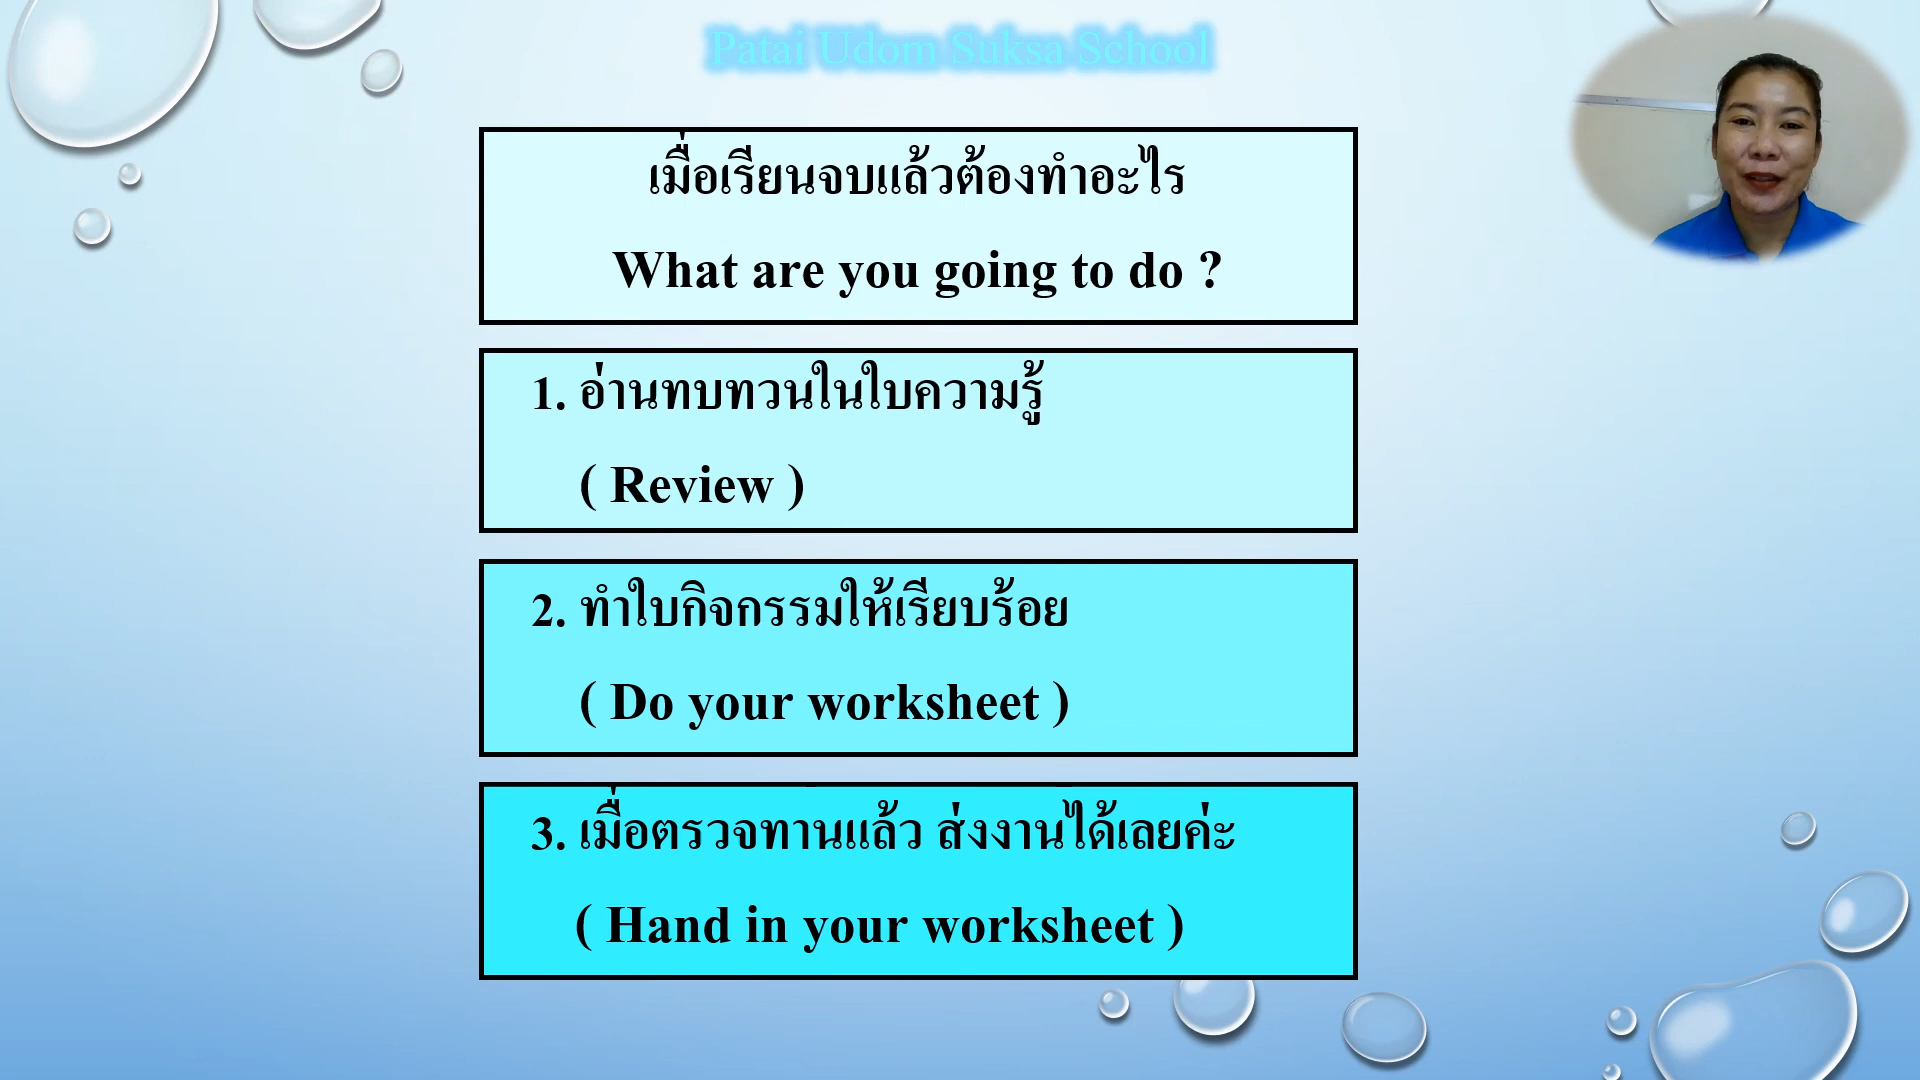 Patai Udom Suksa School
เมื่อเรียนจบแล้วต้องทำอะไร
What are you going to do ?
1. อ่านทบทวนในใบความรู้
( Review )
2. ทำใบกิจกรรมให้เรียบร้อย
( Do your worksheet )
3. เมื่อตรวจทานแล้ว ส่งงานได้เลยค่ะ
( Hand in your worksheet )